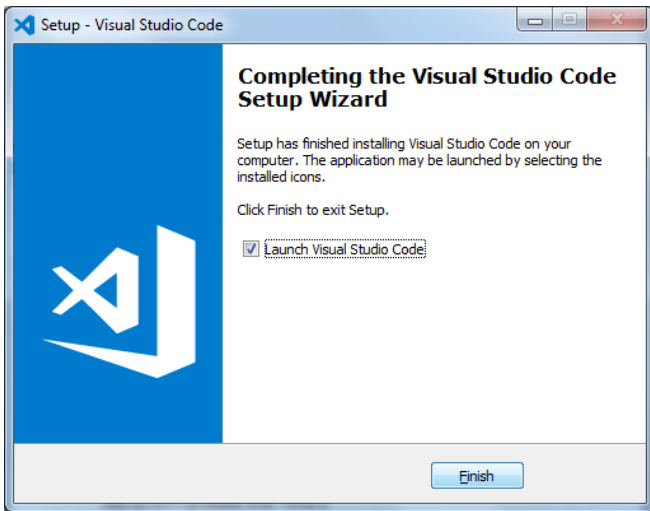 Setup - Visual Studio Code
Completing the Visual Studio Code
Setup Wizard
Setup has finished installing Visual Studio Code on your
computer. The application may be launched by selecting the
installed icons.
Click Finish to exit Setup.
Launch Visual Studio Code
Finish